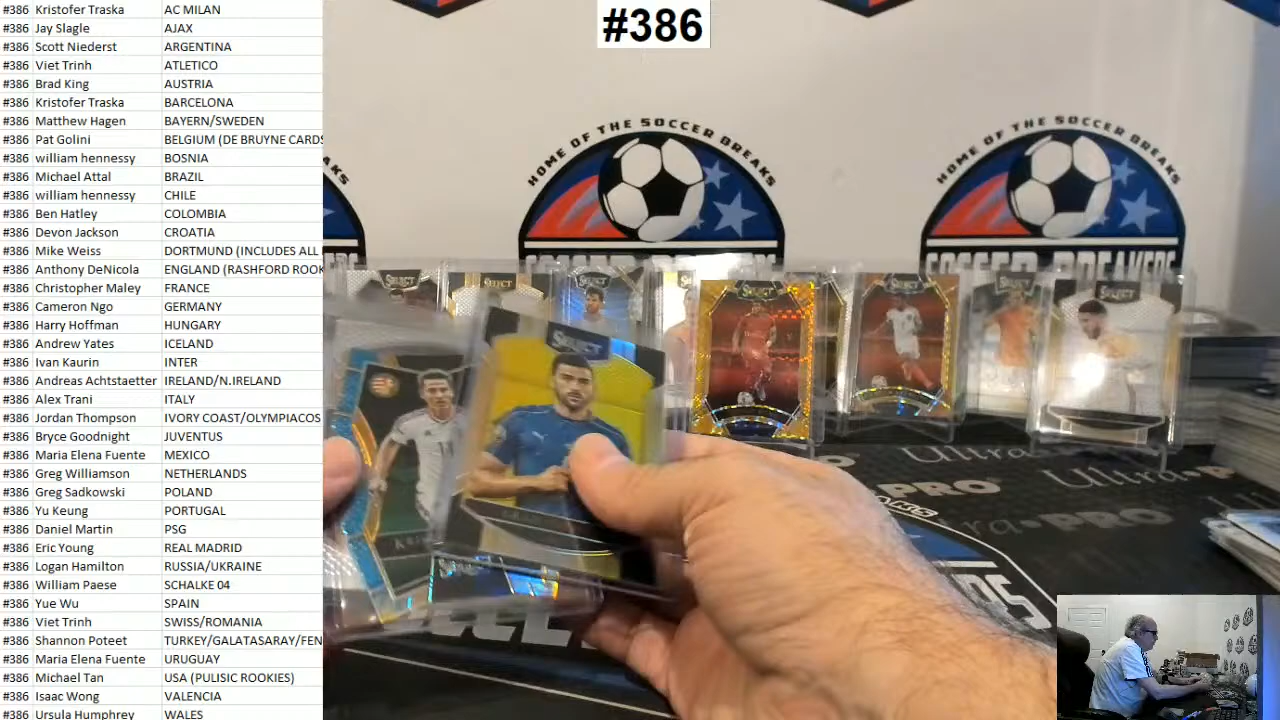 #386 Kristofer Traska AC MILAN
#386 Jay Slagle AJAX
#386 Scott Niederst ARGENTINA
#386 Viet Trinh ATLETICO
#386 Brad King AUSTRIA
#386 Kristofer Traska BARCELONA
#386 Matthew Hagen BAYERN/SWEDEN
#386 Pat Golini BELGIUM (DE BRUYNE CARDS
#386 william hennessy BOSNIA
#386 Michael Attal BRAZIL
#386 william hennessy CHILE
#386 Ben Hatley COLOMBIA
#386 Devon Jackson CROATIA
#386 Mike Weiss DORTMUND (INCLUDES ALL
#386 Anthony DeNicola ENGLAND (RASHFORD ROOK
#386 Christopher Maley FRANCE
#386 Cameron Ngo GERMANY
#386 Harry Hoffman HUNGARY
#386 Andrew Yates ICELAND
#386 Ivan Kaurin INTER
#386 Andreas Achtstaetter IRELAND/N.IRELAND
#386 Alex Trani ITALY
#386 Jordan Thompson IVORY COAST/OLYMPIACOS
#386 Bryce Goodnight JUVENTUS
#386 Maria Elena Fuente MEXICO
#386 Greg Williamson NETHERLANDS
#386 Greg Sadkowski POLAND
#386 Yu Keung PORTUGAL
#386 Daniel Martin PSG
#386 Eric Young REAL MADRID
#386 Logan Hamilton RUSSIA/UKRAINE
#386 William Paese SCHALKE 04
#386 Yue Wu SPAIN
#386 Viet Trinh SWISS/ROMANIA
#386 Shannon Poteet TURKEY/GALATASARAY/FEN
#386 Maria Elena Fuente URUGUAY
#386 Michael Tan USA (PULISIC ROOKIES)
#386 Isaac Wong VALENCIA
#386 Ursula Humphrey WALES
#386
HOME OF THE SOCCER BREAKS
HOME OF THE SOCCER BREAKS
SOCCER BREAKERS
SELECT
SELECT
SELECT
SELECT
SELECT
SELECT
SELECT
Ultra PRO
Ultra PRO